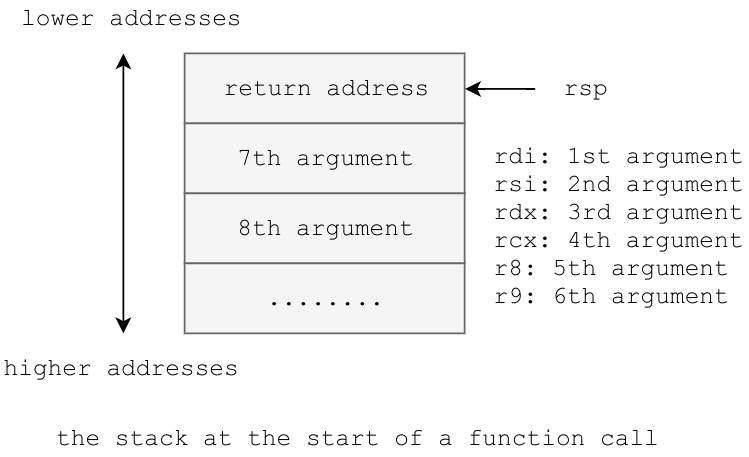 lower addresses
return address
rsp
7th argument
8th argument
........
rdi: 1st argument
rsi: 2nd argument
rdx: 3rd argument
rcx: 4th argument
r8: 5th argument
r9: 6th argument
higher addresses
the stack at the start of a function call